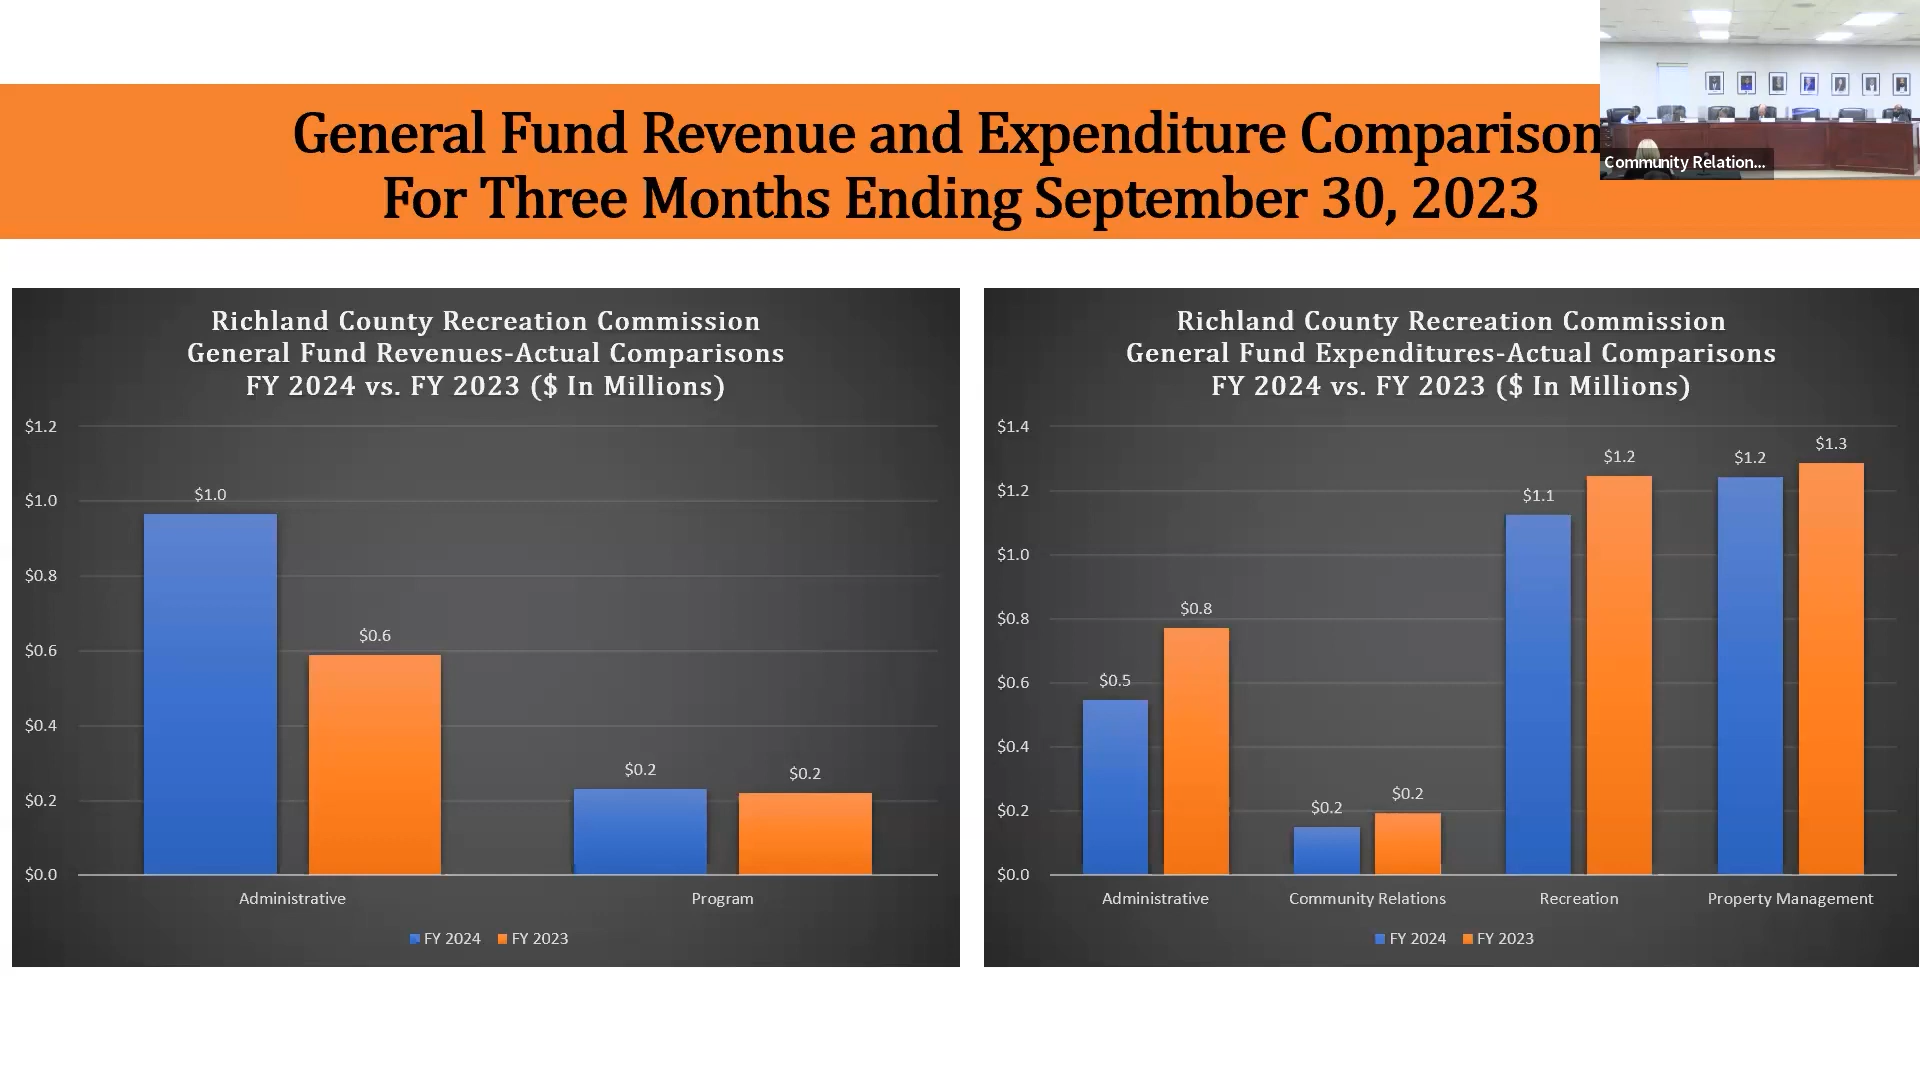 General Fund Revenue and Expenditure Comparison
For Three Months Ending September 30, 2023
Community Relation...
Richland County Recreation Commission
General Fund Revenues-Actual Comparisons
FY 2024 vs. FY 2023 ($ In Millions)
$1.2
$1.0
$0.8
$0.6
$0.4
$0.2
$0.0
$1.0
$0.6
$0.2
$0.2
Administrative
Program
FY 2024 FY 2023
Richland County Recreation Commission
General Fund Expenditures-Actual Comparisons
FY 2024 vs. FY 2023 ($ In Millions)
$1.4
$1.2
$1.0
$0.8
$0.6
$0.4
$0.2
$0.0
$0.5
$0.8
$0.2
$0.2
$1.1
$1.2
$1.2
$1.3
Administrative
Community Relations
Recreation
Property Management
FY 2024 FY 2023